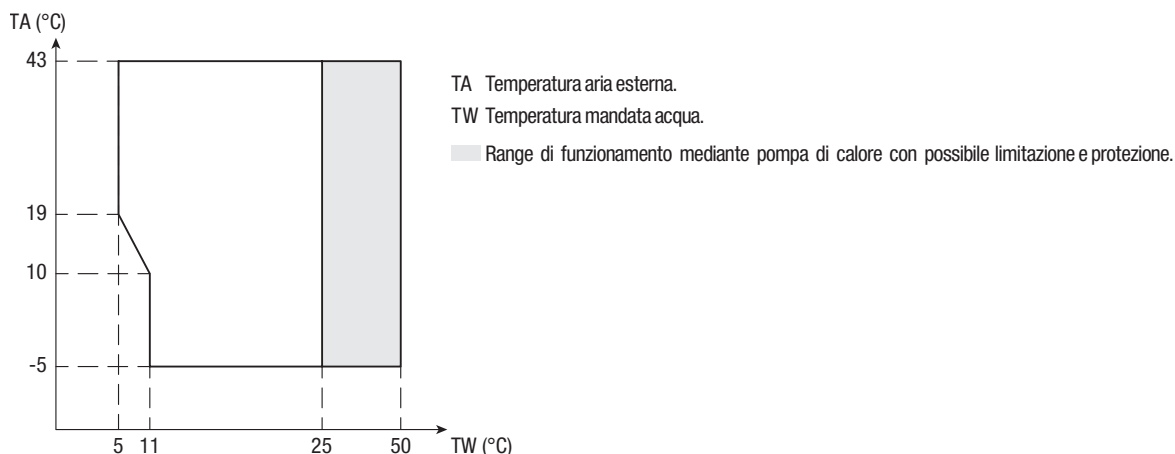 TA (°C)
43
19
10
-5
5 11 25 50 TW (°C)
TA Temperatura aria esterna.
TW Temperatura mandata acqua.
Range di funzionamento mediante pompa di calore con possibile limitazione e protezione.